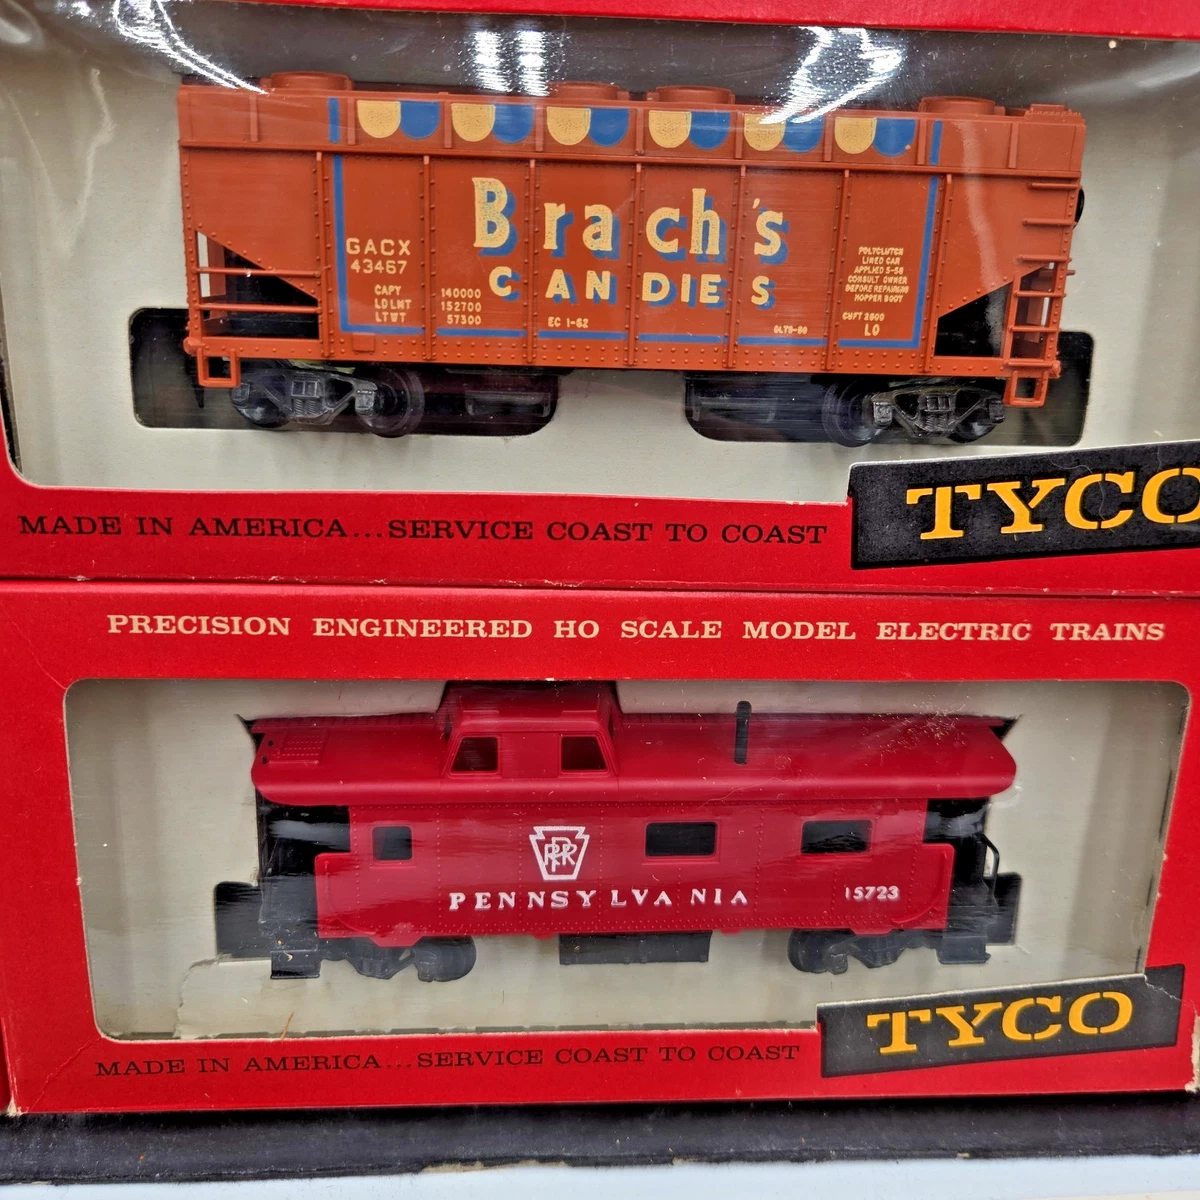 Brach's
CANDIES
GACX
43467
CAPY 140000
LD LMT 152700
LT WT 57300
EC 1-62
POLYCLUTCH
LINED CAR
APPLIED 5-58
CONSULT OWNER
BEFORE REPAIRING
HOPPER BODY
CUFT 2600
LO
TYCO
MADE IN AMERICA...SERVICE COAST TO COAST
PRECISION ENGINEERED HO SCALE MODEL ELECTRIC TRAINS
PRR
PENNSYLVANIA
15723
TYCO
MADE IN AMERICA...SERVICE COAST TO COAST